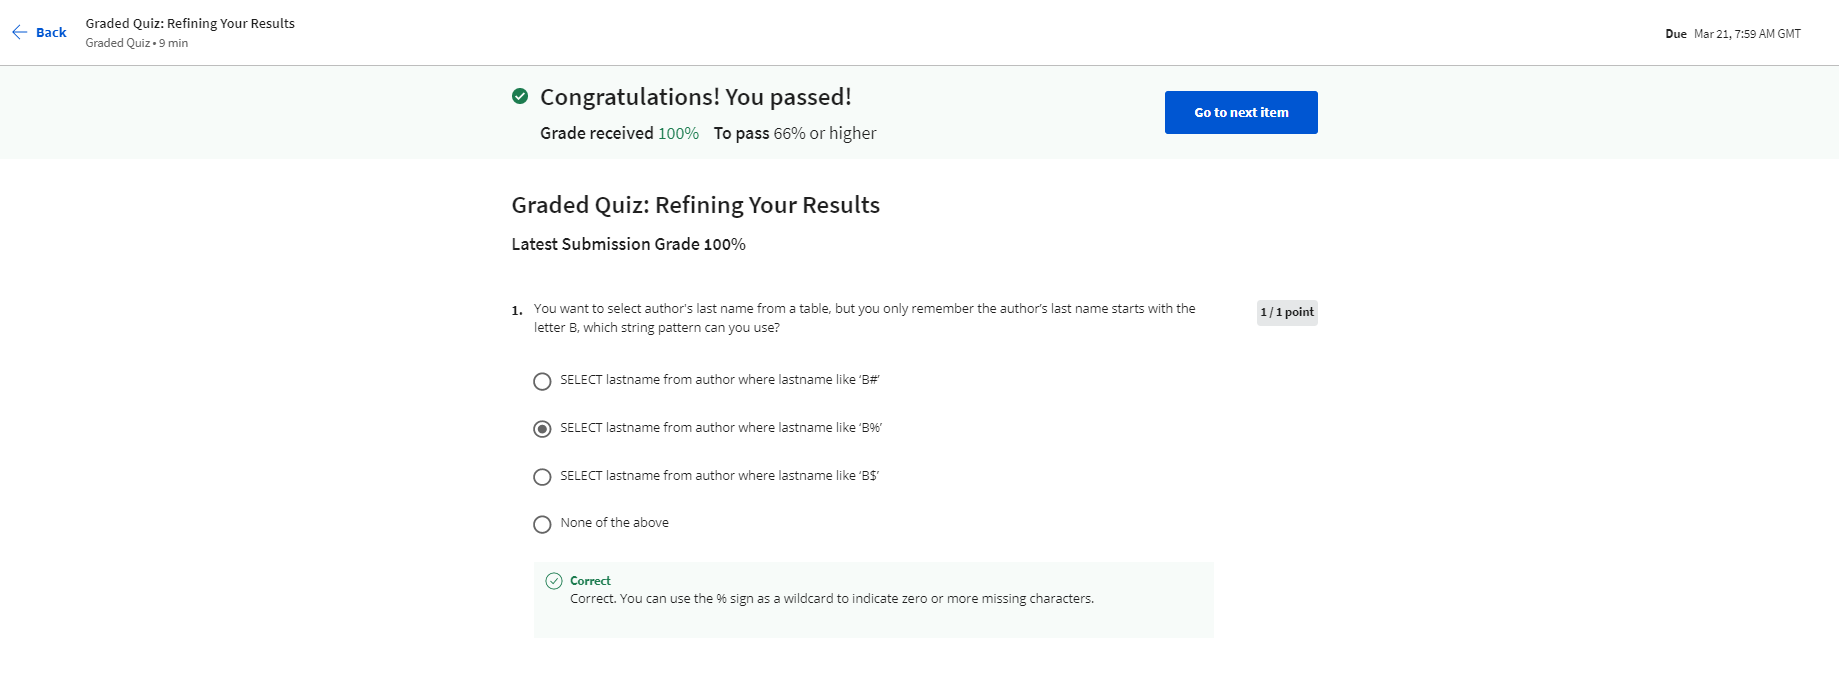 Back
Graded Quiz: Refining Your Results
Graded Quiz • 9 min
Due Mar 21, 7:59 AM GMT
Congratulations! You passed!
Grade received 100% To pass 66% or higher
Go to next item
Graded Quiz: Refining Your Results
Latest Submission Grade 100%
1. You want to select author's last name from a table, but you only remember the author’s last name starts with the
letter B, which string pattern can you use?
1 / 1 point
SELECT lastname from author where lastname like ‘B#’
SELECT lastname from author where lastname like ‘B%’
SELECT lastname from author where lastname like ‘B$’
None of the above
Correct
Correct. You can use the % sign as a wildcard to indicate zero or more missing characters.